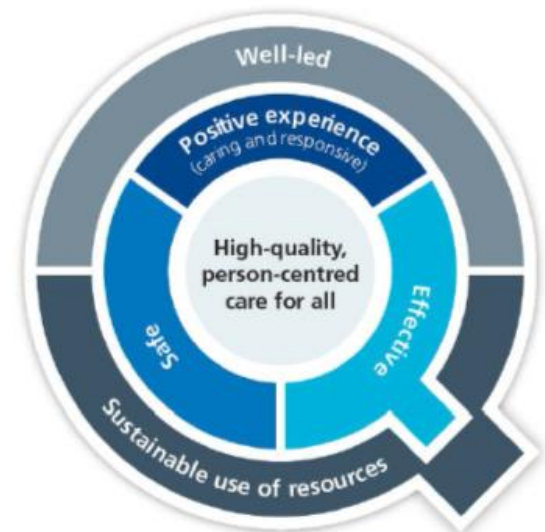 Well-led
Positive experience
(caring and responsive)
High-quality,
person-centred
care for all
Safe
Effective
Sustainable use of resources